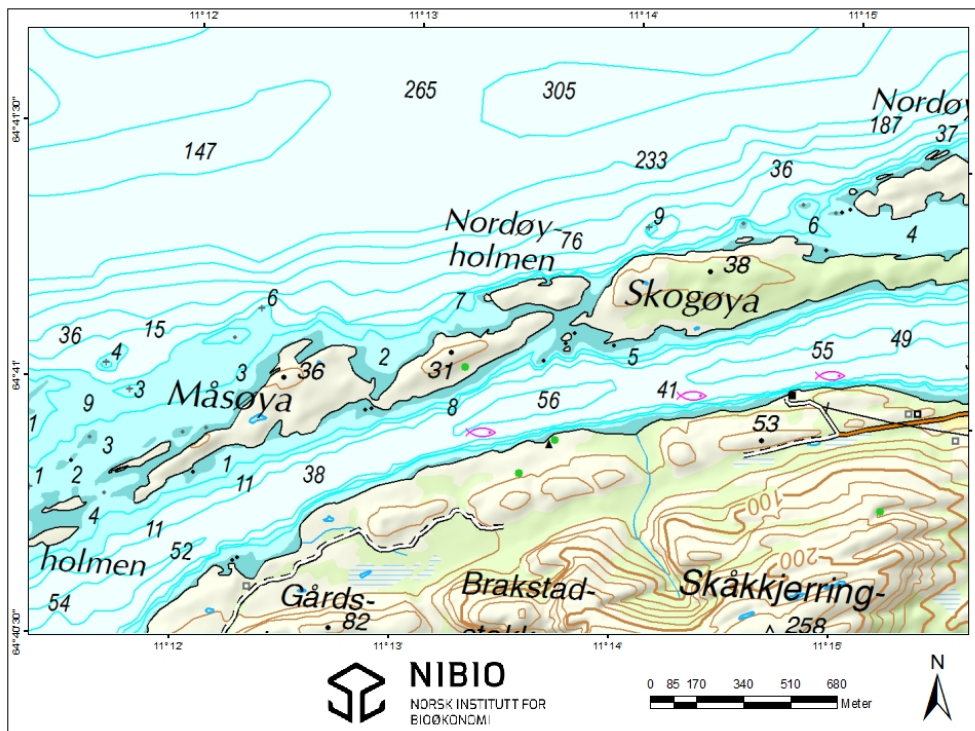 11°12' 11°13' 11°14' 11°15'
64°41'30"
64°41'
64°40'30"
265 305
147
233
187
37
36
Nordøy
9
6
4
Nordøy-
holmen
76
38
Skogøya
7
6
36
15
4
3
3
2
31
36
Måsøya
9
1
3
5
55
49
41
56
8
53
1
2
1
11
38
4
11
52
holmen
54
100
200
Gårds-
82
Brakstad-
Skåkkjerring-
258
11°12' 11°13' 11°14' 11°15'
NIBIO
NORSK INSTITUTT FOR
BIOØKONOMI
0 85 170 340 510 680
Meter
N